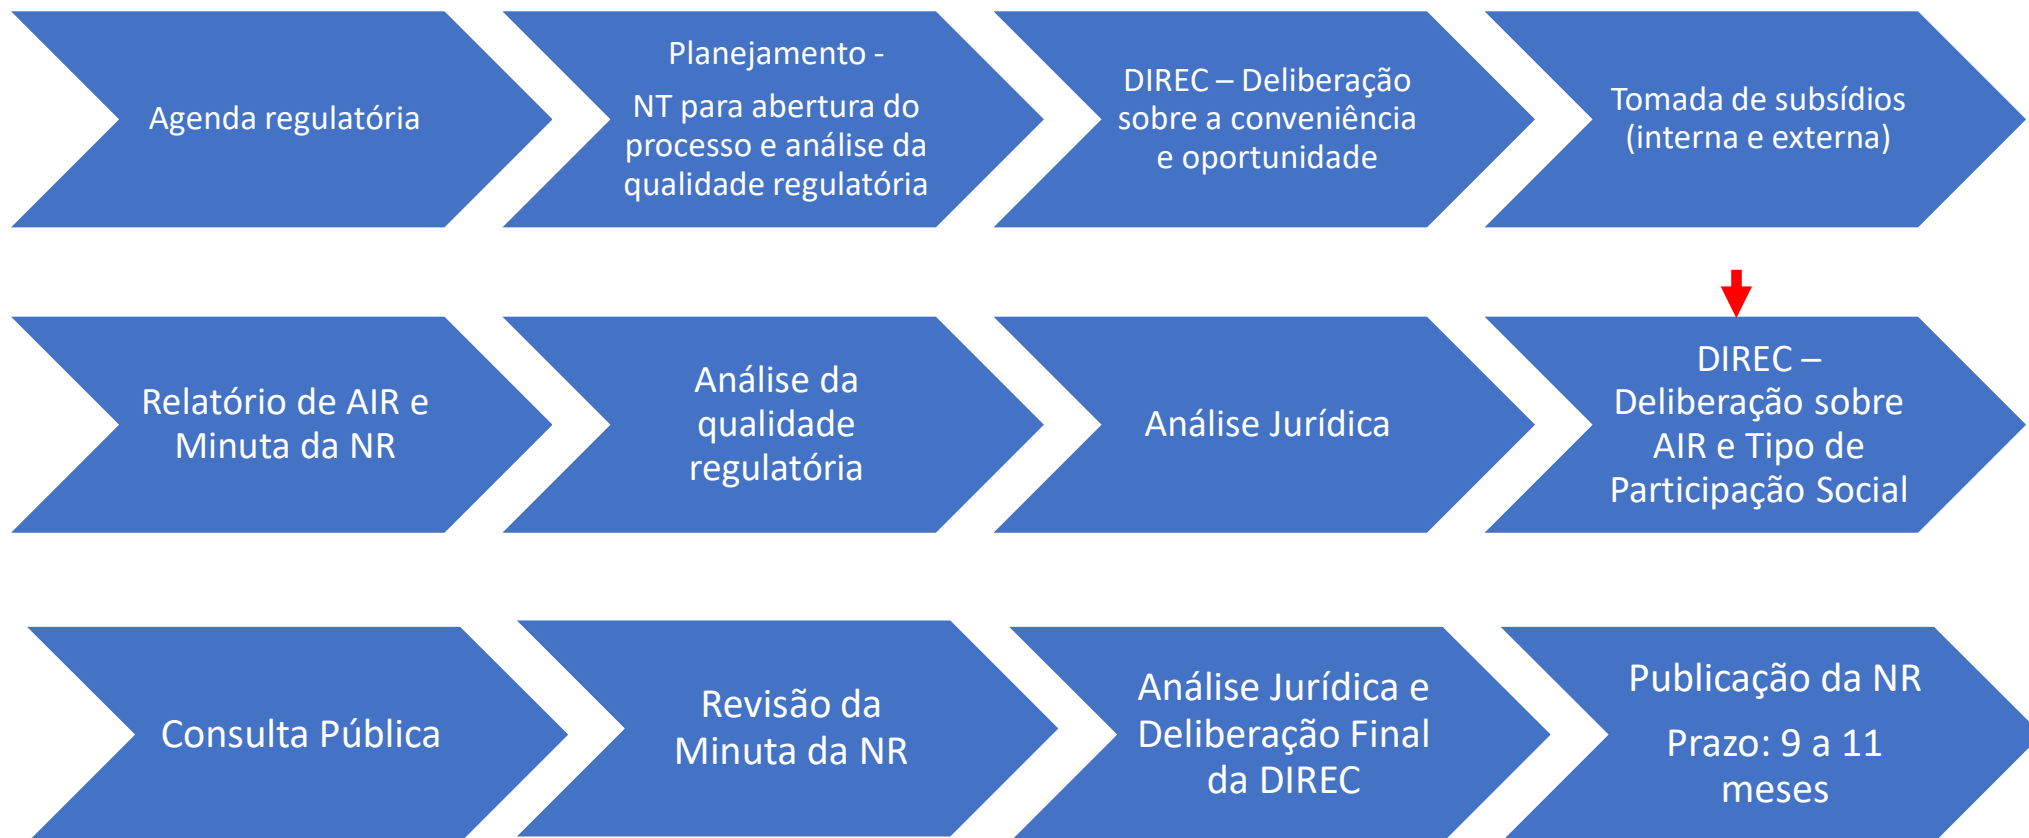 Agenda regulatória
Planejamento -
NT para abertura do
processo e análise da
qualidade regulatória
DIREC – Deliberação
sobre a conveniência
e oportunidade
Tomada de subsídios
(interna e externa)
Relatório de AIR e
Minuta da NR
Análise da
qualidade
regulatória
Análise Jurídica
DIREC –
Deliberação sobre
AIR e Tipo de
Participação Social
Consulta Pública
Revisão da
Minuta da NR
Análise Jurídica e
Deliberação Final
da DIREC
Publicação da NR
Prazo: 9 a 11
meses